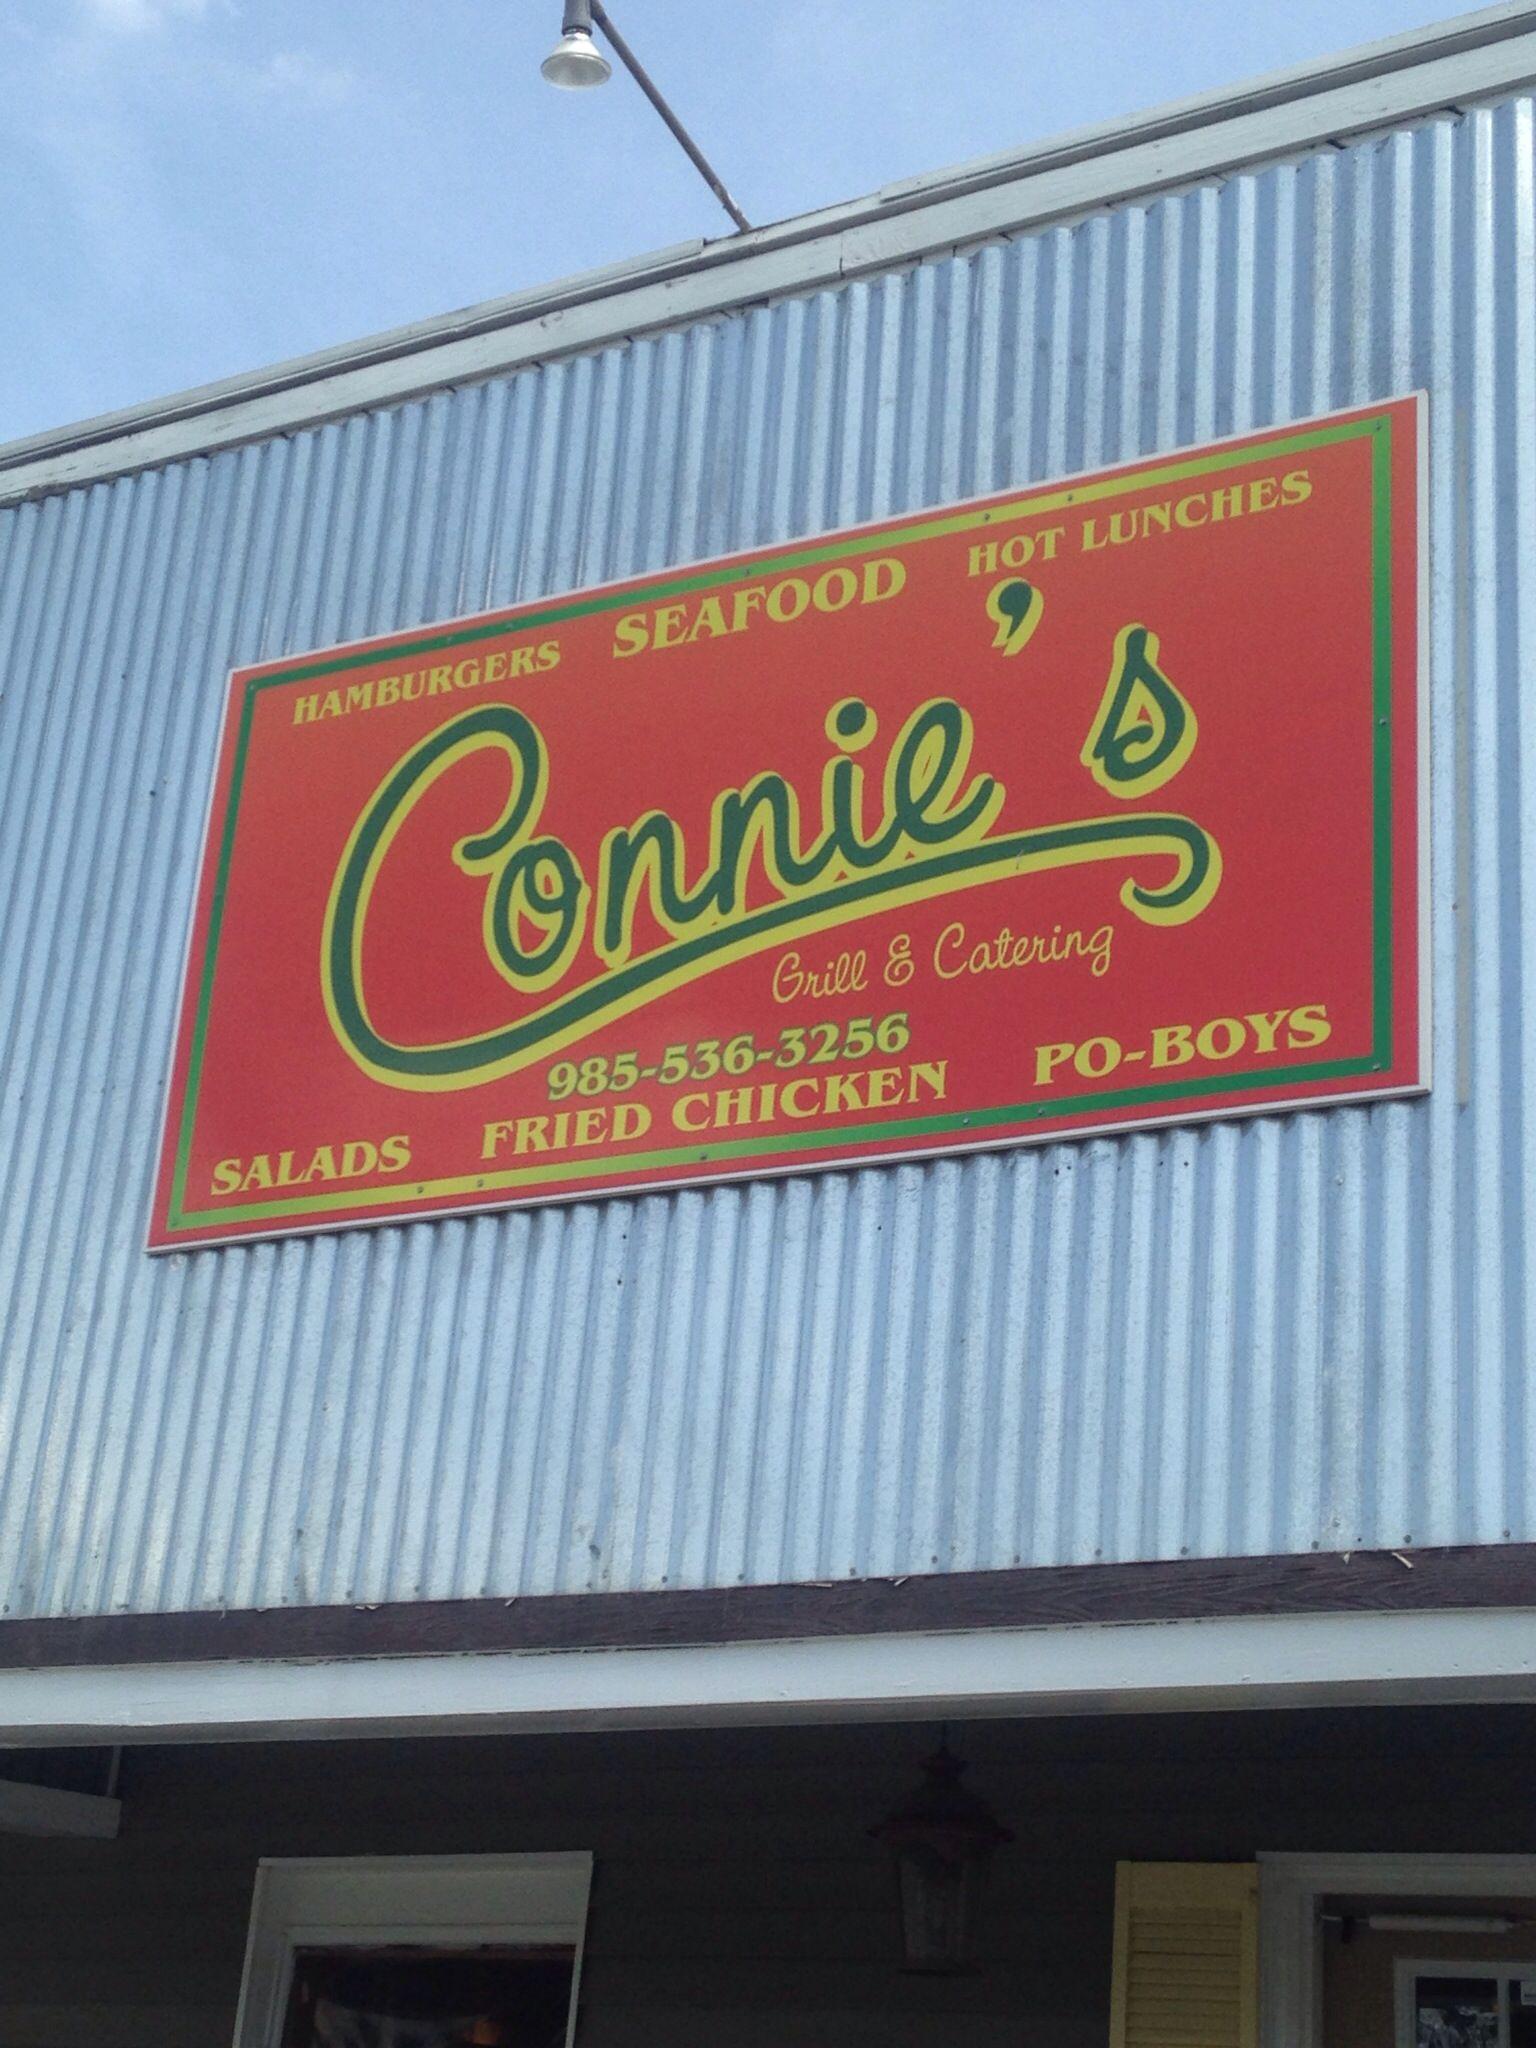 HAMBURGERS SEAFOOD HOT LUNCHES
Connie's
Grill & Catering
985-536-3256
SALADS FRIED CHICKEN PO-BOYS